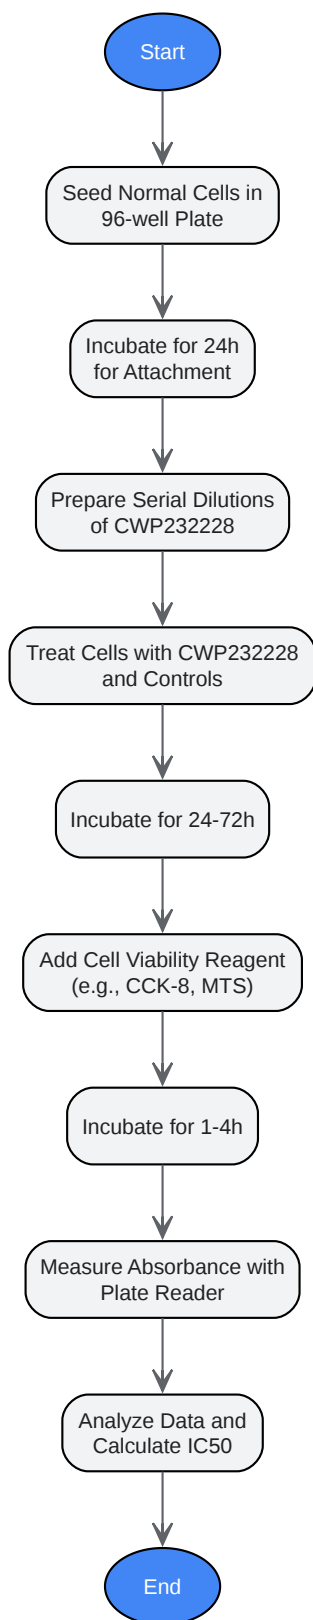 Start
Seed Normal Cells in
96-well Plate
Incubate for 24h
for Attachment
Prepare Serial Dilutions
of CWP232228
Treat Cells with CWP232228
and Controls
Incubate for 24-72h
Add Cell Viability Reagent
(e.g., CCK-8, MTS)
Incubate for 1-4h
Measure Absorbance with
Plate Reader
Analyze Data and
Calculate IC50
End